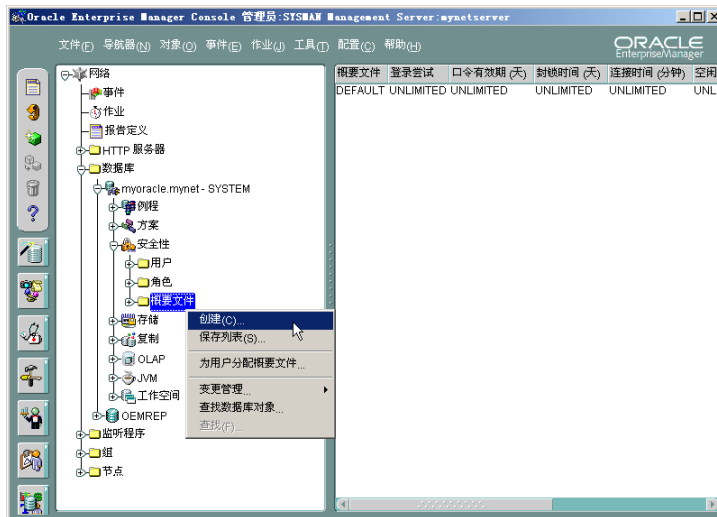 Oracle Enterprise Manager Console 管理员:SYSMAN Management Server:mynetserver
文件(F) 导航器(N) 对象(O) 事件(E) 作业(J) 工具(T) 配置(C) 帮助(H)
ORACLE
EnterpriseManager
网络
事件
作业
报告定义
HTTP 服务器
数据库
myoracle.mynet - SYSTEM
例程
方案
安全性
用户
角色
概要文件
存储
复制
OLAP
JVM
工作空间
OEMREP
监听程序
组
节点
创建(C)...
保存列表(S)...
为用户分配概要文件...
变更管理...
查找数据库对象...
查找(F)...
概要文件 登录尝试 口令有效期 (天) 封锁时间 (天) 连接时间 (分钟) 空闲
DEFAULT UNLIMITED UNLIMITED UNLIMITED UNLIMITED UNL